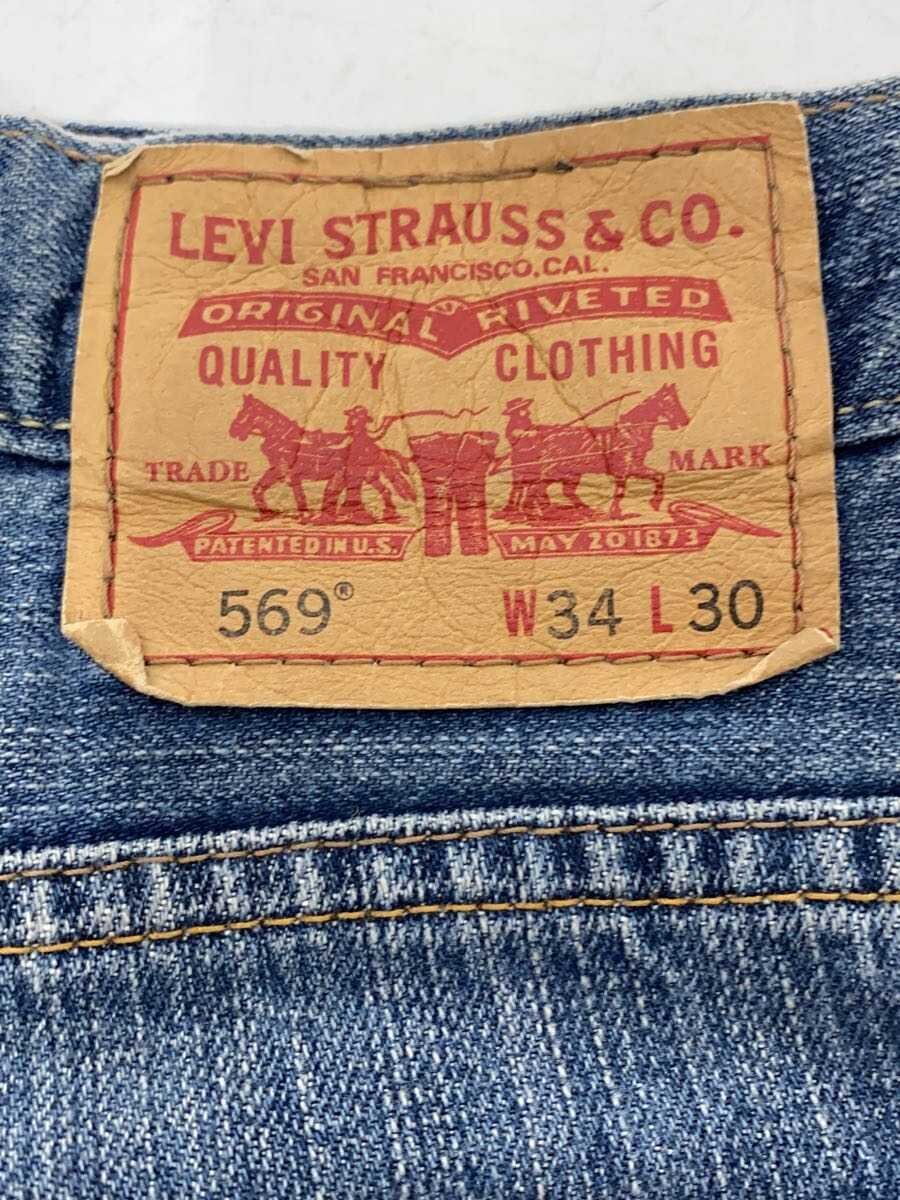 LEVI STRAUSS & CO.
SAN FRANCISCO, CAL.
ORIGINAL RIVETED
QUALITY CLOTHING
TRADE MARK
PATENTED IN U.S. MAY 20 1873
569® W34 L30